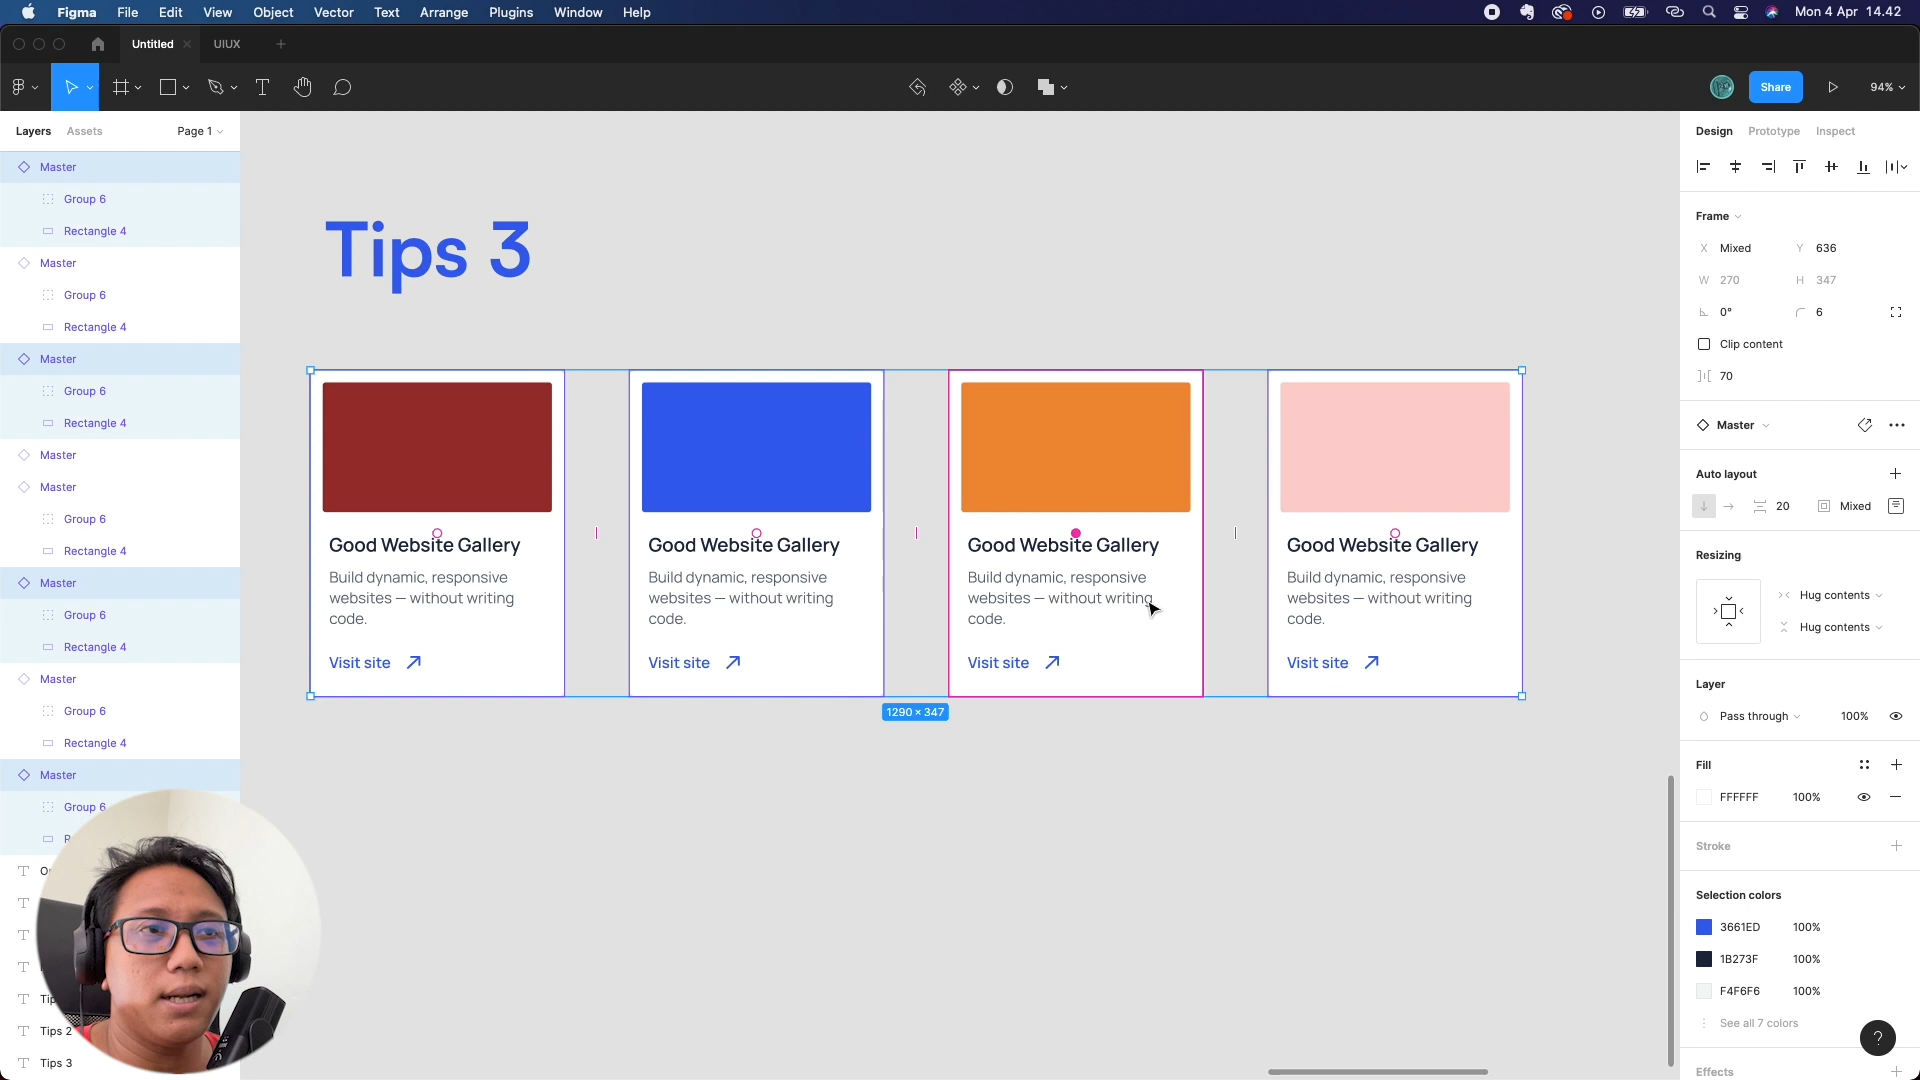 Figma File Edit View Object Vector Text Arrange Plugins Window Help
Mon 4 Apr 14.42
Untitled UIUX
Share
94%
Layers Assets Page 1
Design Prototype Inspect
Master
Group 6
Rectangle 4
Master
Group 6
Rectangle 4
Master
Group 6
Rectangle 4
Master
Master
Group 6
Rectangle 4
Master
Group 6
Rectangle 4
Master
Group 6
Rectangle 4
Master
Group 6
Tips 2
Tips 3
Tips 3
Good Website Gallery
Build dynamic, responsive
websites — without writing
code.
Visit site
Good Website Gallery
Build dynamic, responsive
websites — without writing
code.
Visit site
Good Website Gallery
Build dynamic, responsive
websites — without writing
code.
Visit site
Good Website Gallery
Build dynamic, responsive
websites — without writing
code.
Visit site
1290 × 347
Frame
X Mixed Y 636
W 270 H 347
0° 6
Clip content
70
Master
Auto layout
20 Mixed
Resizing
Hug contents
Hug contents
Layer
Pass through 100%
Fill
FFFFFF 100%
Stroke
Selection colors
3661ED 100%
1B273F 100%
F4F6F6 100%
See all 7 colors
?
Effects